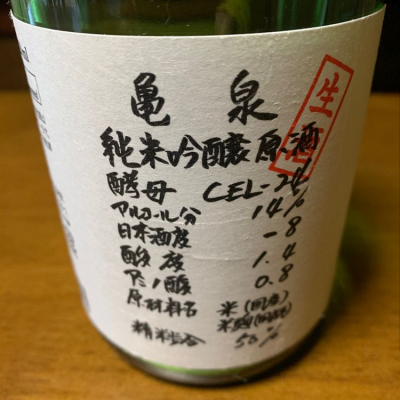 亀泉
生酒
純米吟醸原酒
酵母 CEL-24
アルコール分 14%
日本酒度 -8
酸度 1.4
アミノ酸 0.8
原材料名 米(国産)
米麹(国産米)
精米歩合 50%